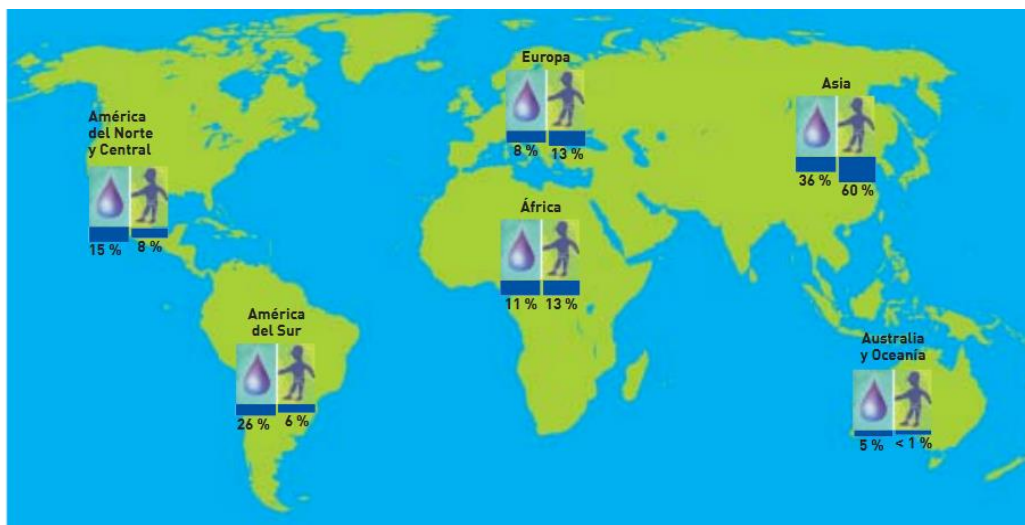 Europa
8 % 13 %
Asia
36 % 60 %
América
del Norte
y Central
15 % 8 %
África
11 % 13 %
América
del Sur
26 % 6 %
Australia
y Oceanía
5 % < 1 %